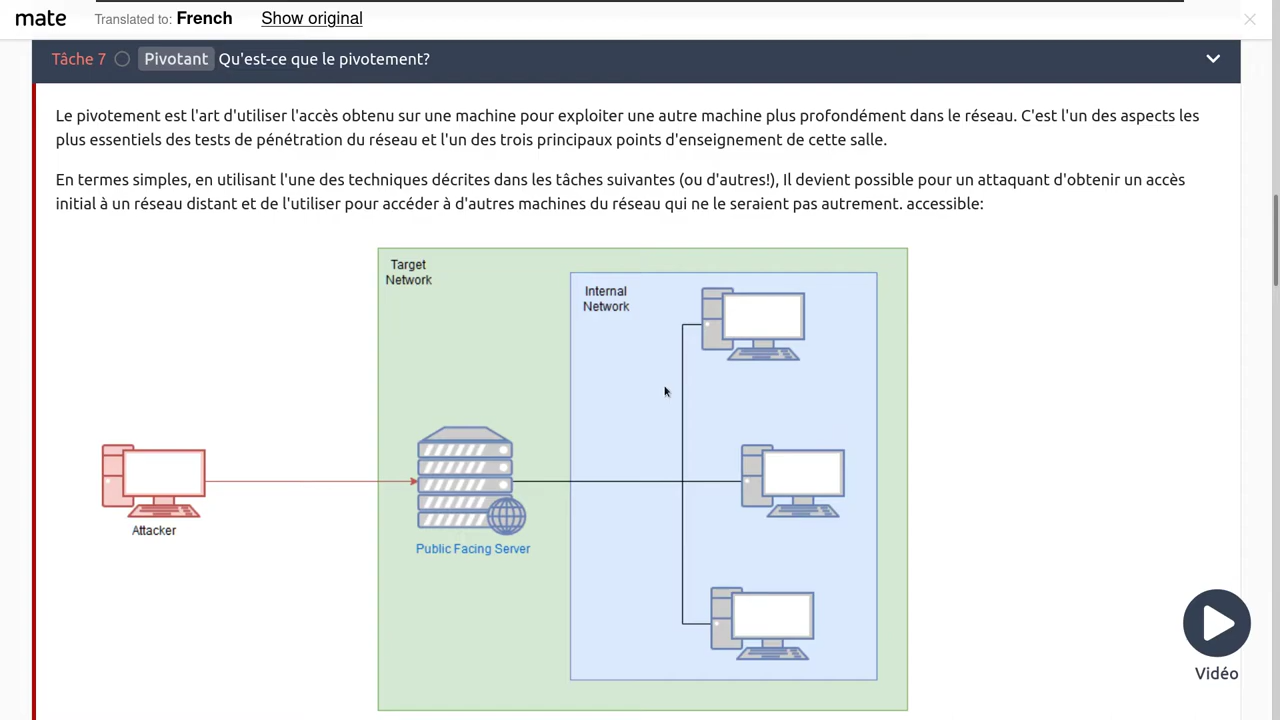 mate Translated to: French Show original
Tâche 7 Pivotant Qu'est-ce que le pivotement?
Le pivotement est l'art d'utiliser l'accès obtenu sur une machine pour exploiter une autre machine plus profondément dans le réseau. C'est l'un des aspects les
plus essentiels des tests de pénétration du réseau et l'un des trois principaux points d'enseignement de cette salle.
En termes simples, en utilisant l'une des techniques décrites dans les tâches suivantes (ou d'autres!), Il devient possible pour un attaquant d'obtenir un accès
initial à un réseau distant et de l'utiliser pour accéder à d'autres machines du réseau qui ne le seraient pas autrement. accessible:
Target
Network
Internal
Network
Attacker
Public Facing Server
Vidéo